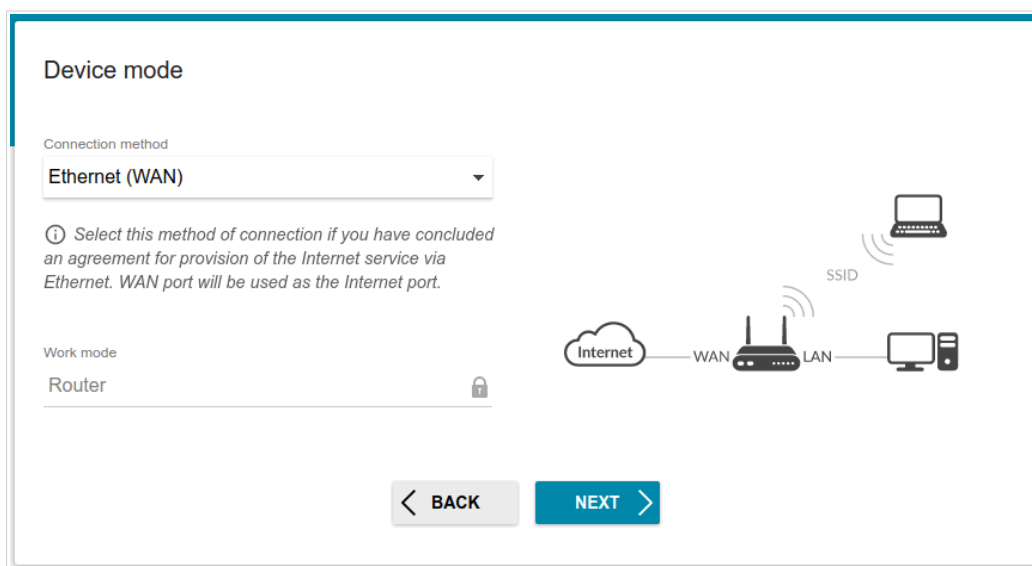 Device mode
Connection method
Ethernet (WAN)
Select this method of connection if you have concluded
an agreement for provision of the Internet service via
Ethernet. WAN port will be used as the Internet port.
Work mode
Router
SSID
Internet
WAN
LAN
BACK
NEXT